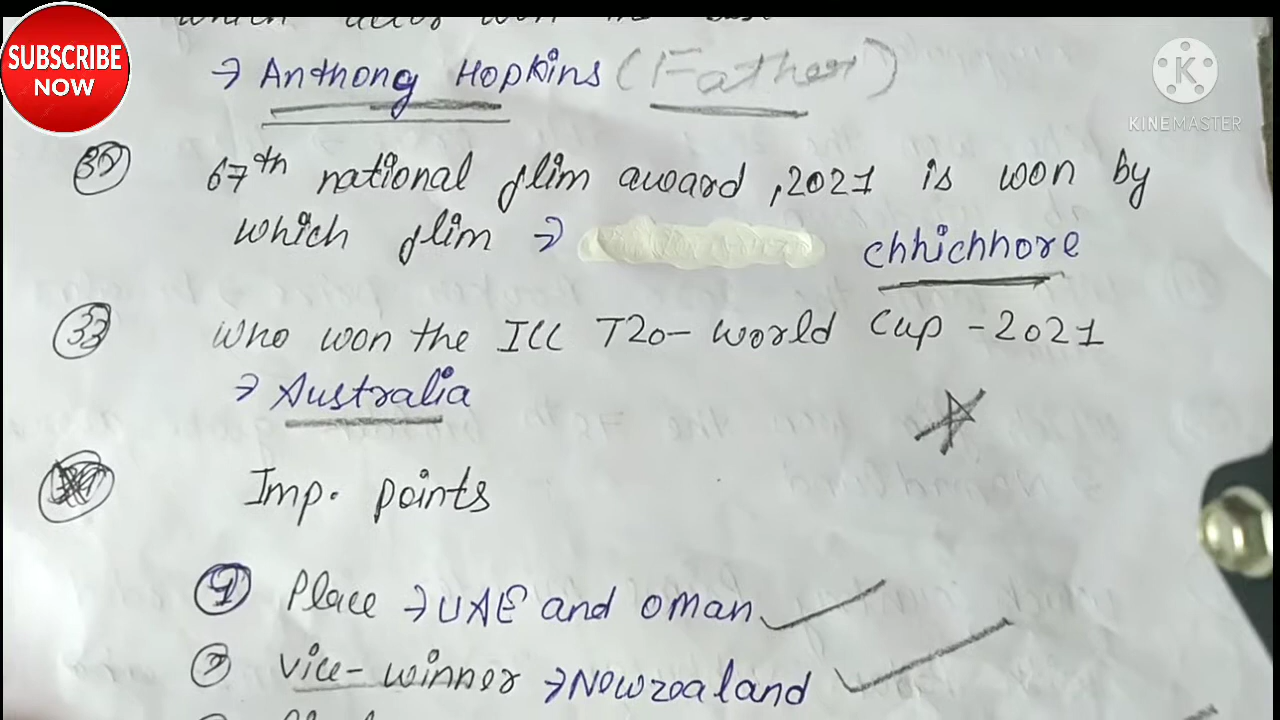 SUBSCRIBE
NOW
which
→ Anthony Hopkins (Father)
KINEMASTER
32 67th national flim award, 2021 is won by
which flim → chhichhore
33 Who won the ICC T20- world Cup - 2021
→ Australia
Imp. points
1 Place → UAE and Oman
2 Vice-winner → Newzealand